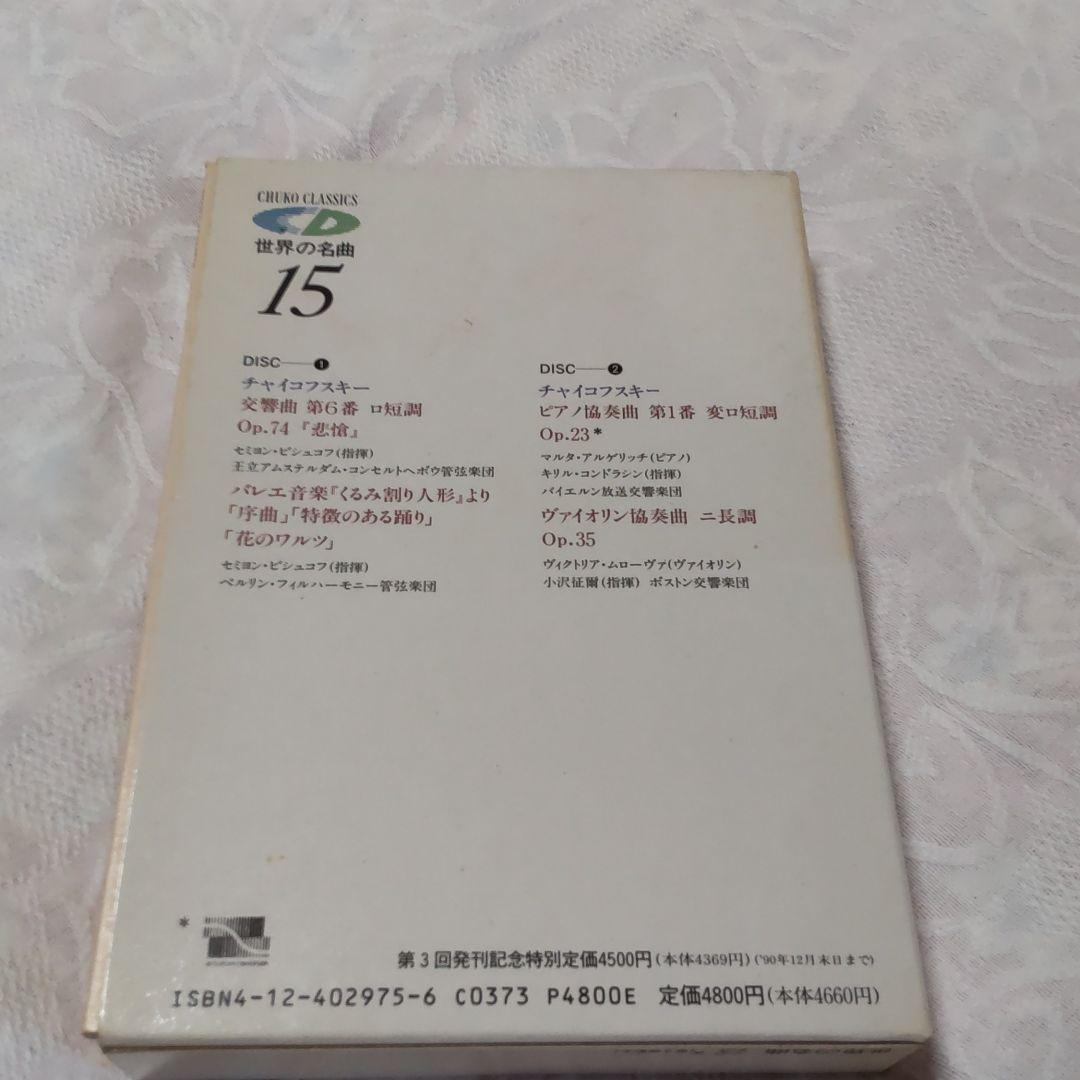 CHUKO CLASSICS
CD
世界の名曲
15
DISC—❶
チャイコフスキー
交響曲 第6番 ロ短調
Op.74『悲愴』
セミヨン・ビシュコフ(指揮)
王立アムステルダム・コンセルトヘボウ管弦楽団
バレエ音楽『くるみ割り人形』より
「序曲」「特徴のある踊り」
「花のワルツ」
セミヨン・ビシュコフ(指揮)
ベルリン・フィルハーモニー管弦楽団
DISC—❷
チャイコフスキー
ピアノ協奏曲 第1番 変ロ短調
Op.23*
マルタ・アルゲリッチ(ピアノ)
キリル・コンドラシン(指揮)
バイエルン放送交響楽団
ヴァイオリン協奏曲 ニ長調
Op.35
ヴィクトリア・ムローヴァ(ヴァイオリン)
小沢征爾(指揮) ボストン交響楽団
*
第3回発刊記念特別定価4500円(本体4369円)('90年12月末日まで)
ISBN4-12-402975-6 C0373 P4800E 定価4800円(本体4660円)